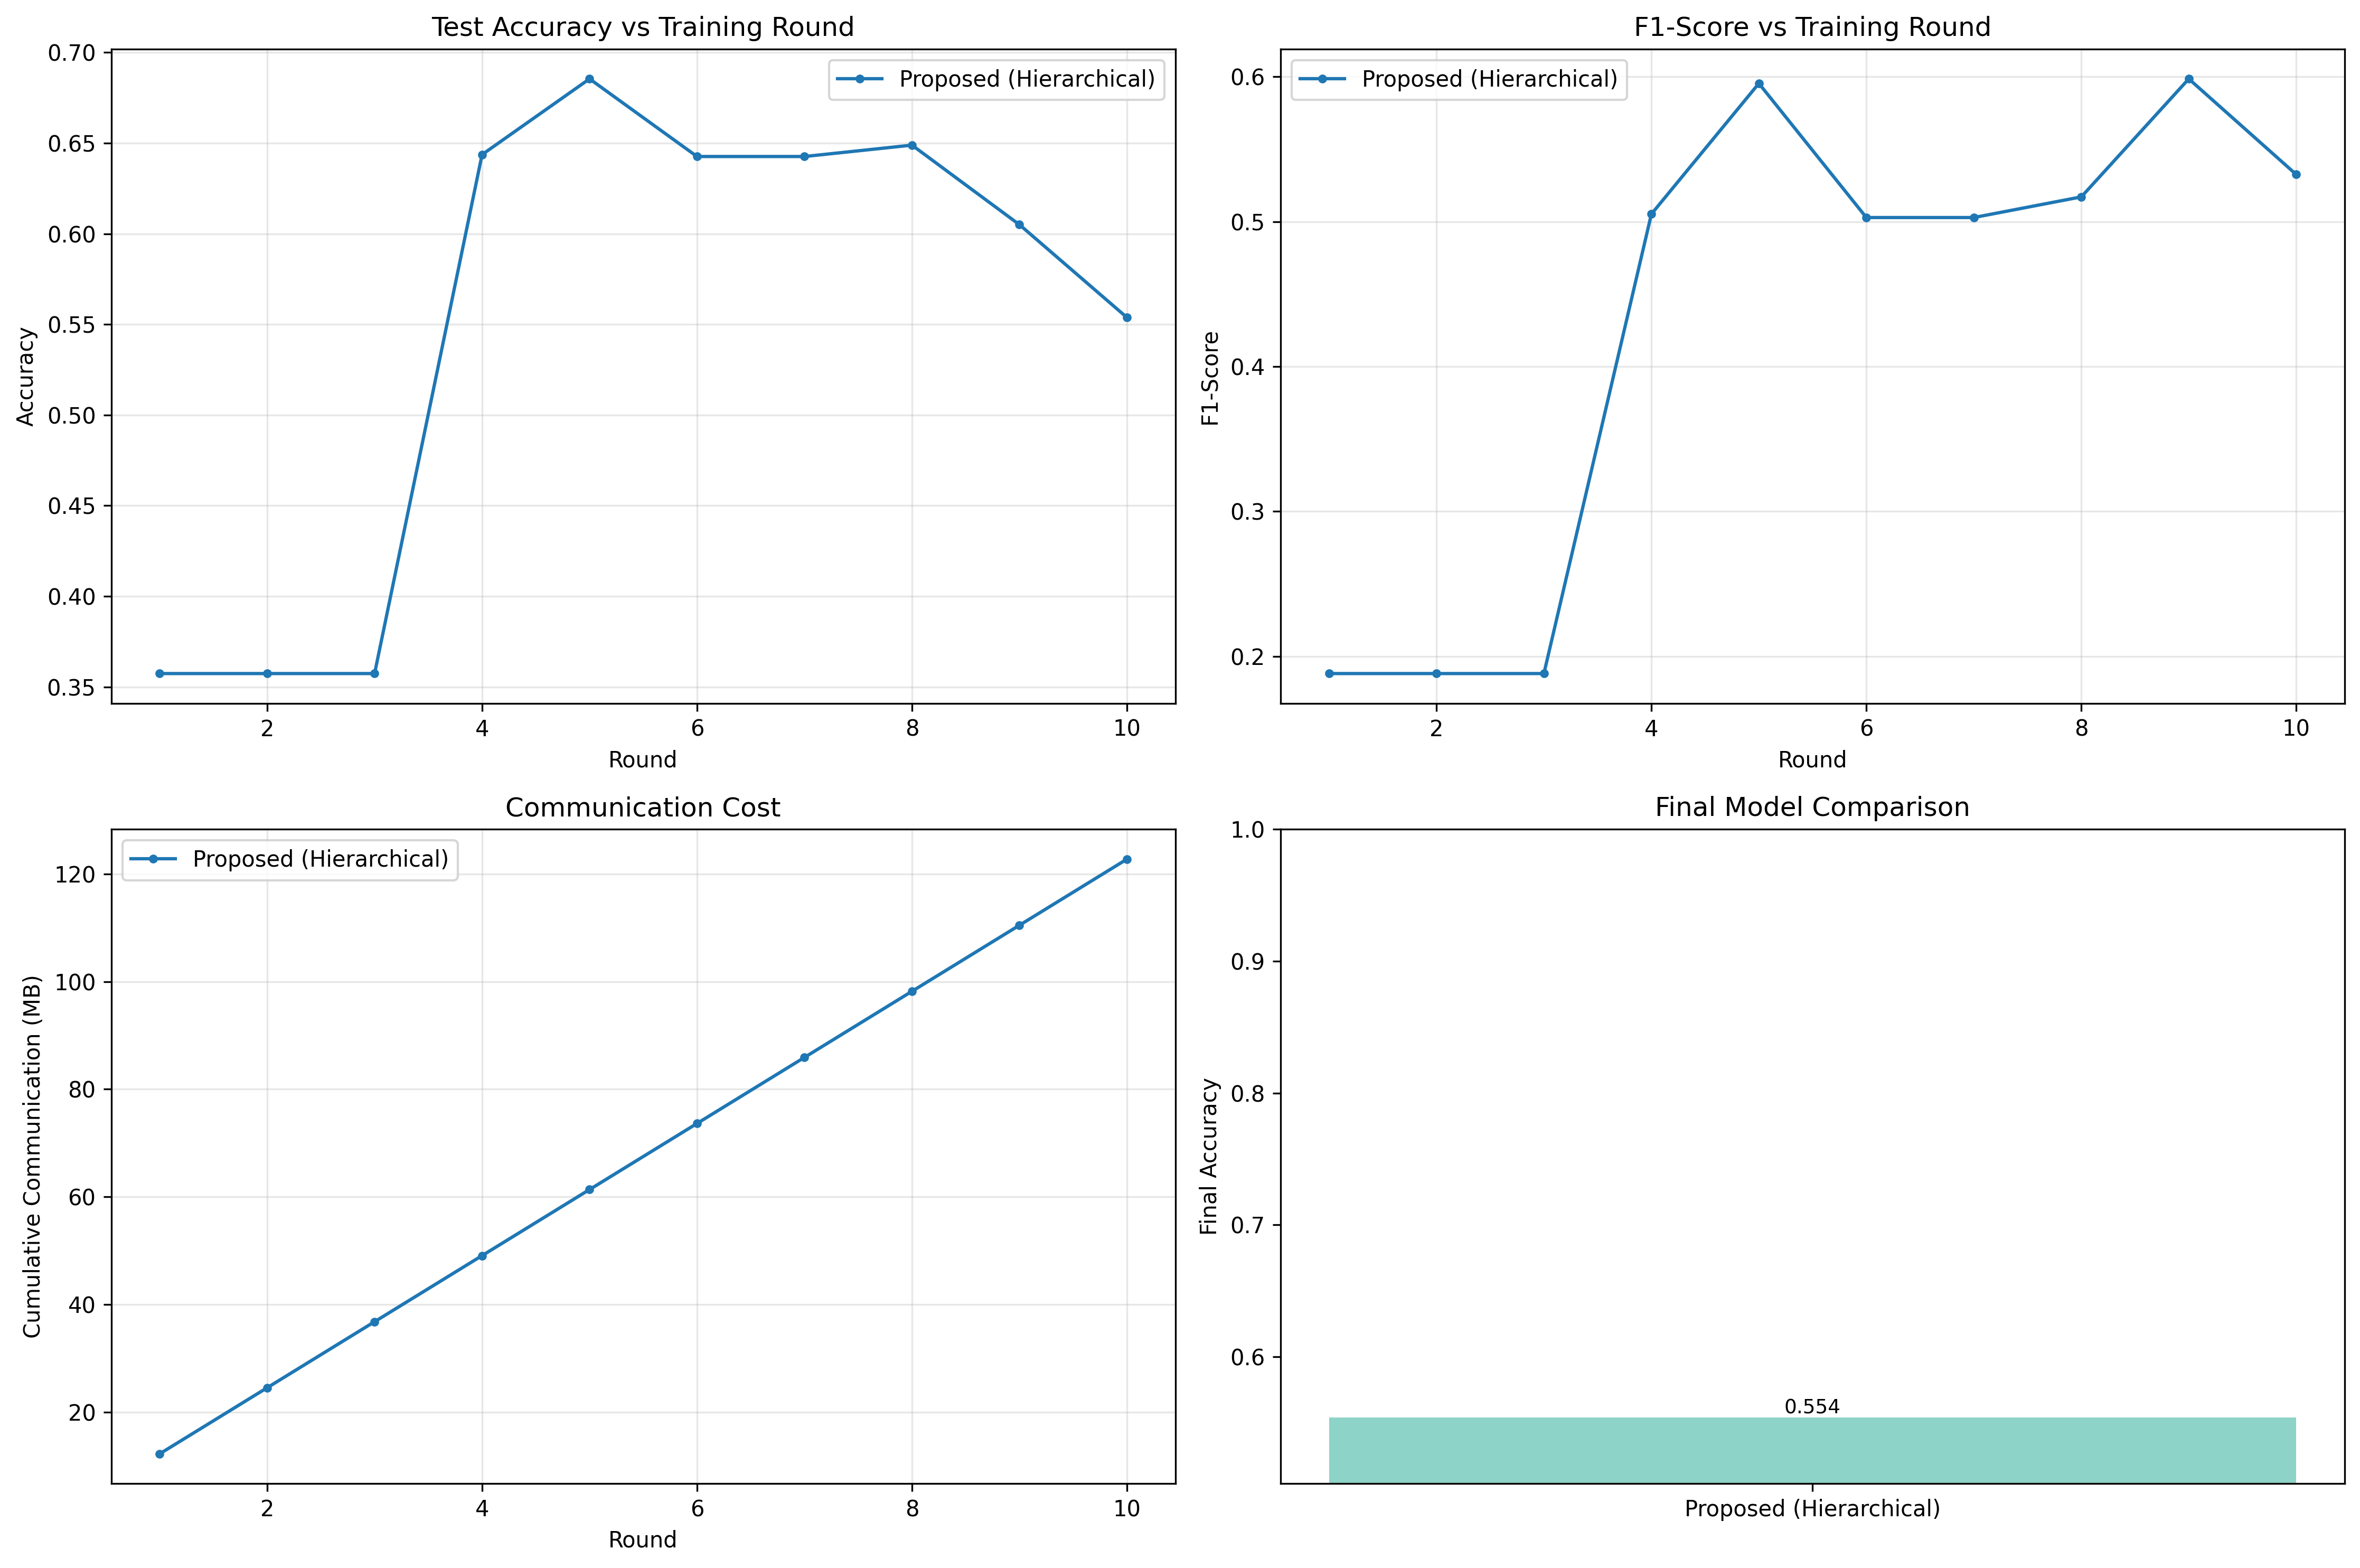 Test Accuracy vs Training Round
0.70
0.65
0.60
0.55
0.50
0.45
0.40
0.35
Accuracy
Proposed (Hierarchical)
2 4 6 8 10
Round
F1-Score vs Training Round
0.6
0.5
0.4
0.3
0.2
F1-Score
Proposed (Hierarchical)
2 4 6 8 10
Round
Communication Cost
120
100
80
60
40
20
Cumulative Communication (MB)
Proposed (Hierarchical)
2 4 6 8 10
Round
Final Model Comparison
1.0
0.9
0.8
0.7
0.6
Final Accuracy
0.554
Proposed (Hierarchical)